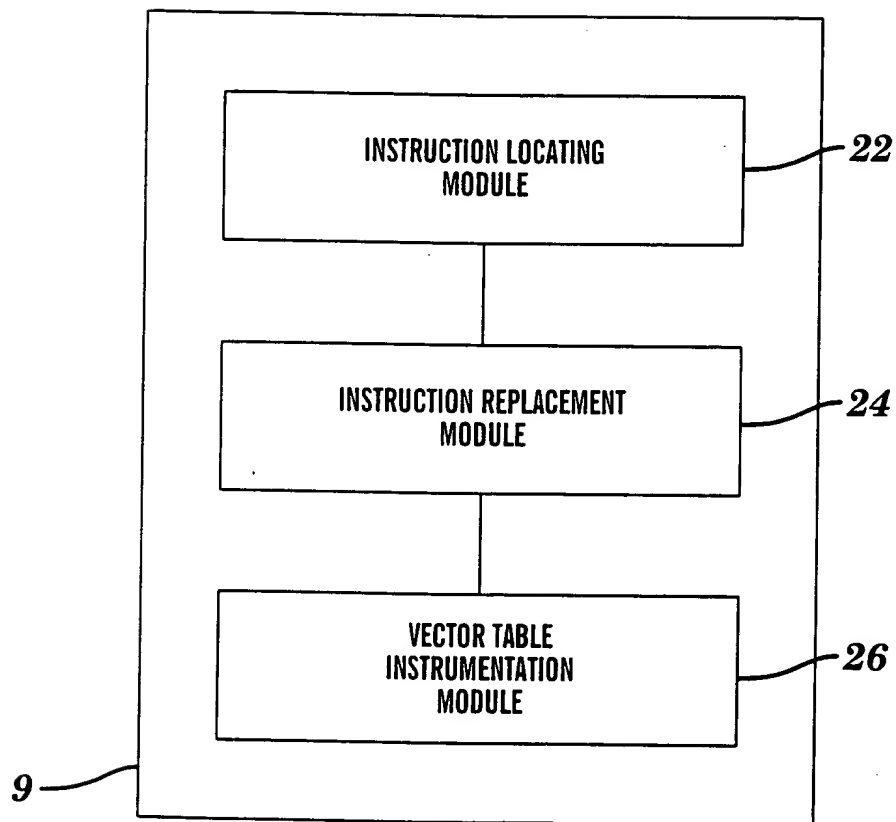 INSTRUCTION LOCATING
MODULE
22
INSTRUCTION REPLACEMENT
MODULE
24
VECTOR TABLE
INSTRUMENTATION
MODULE
26
9